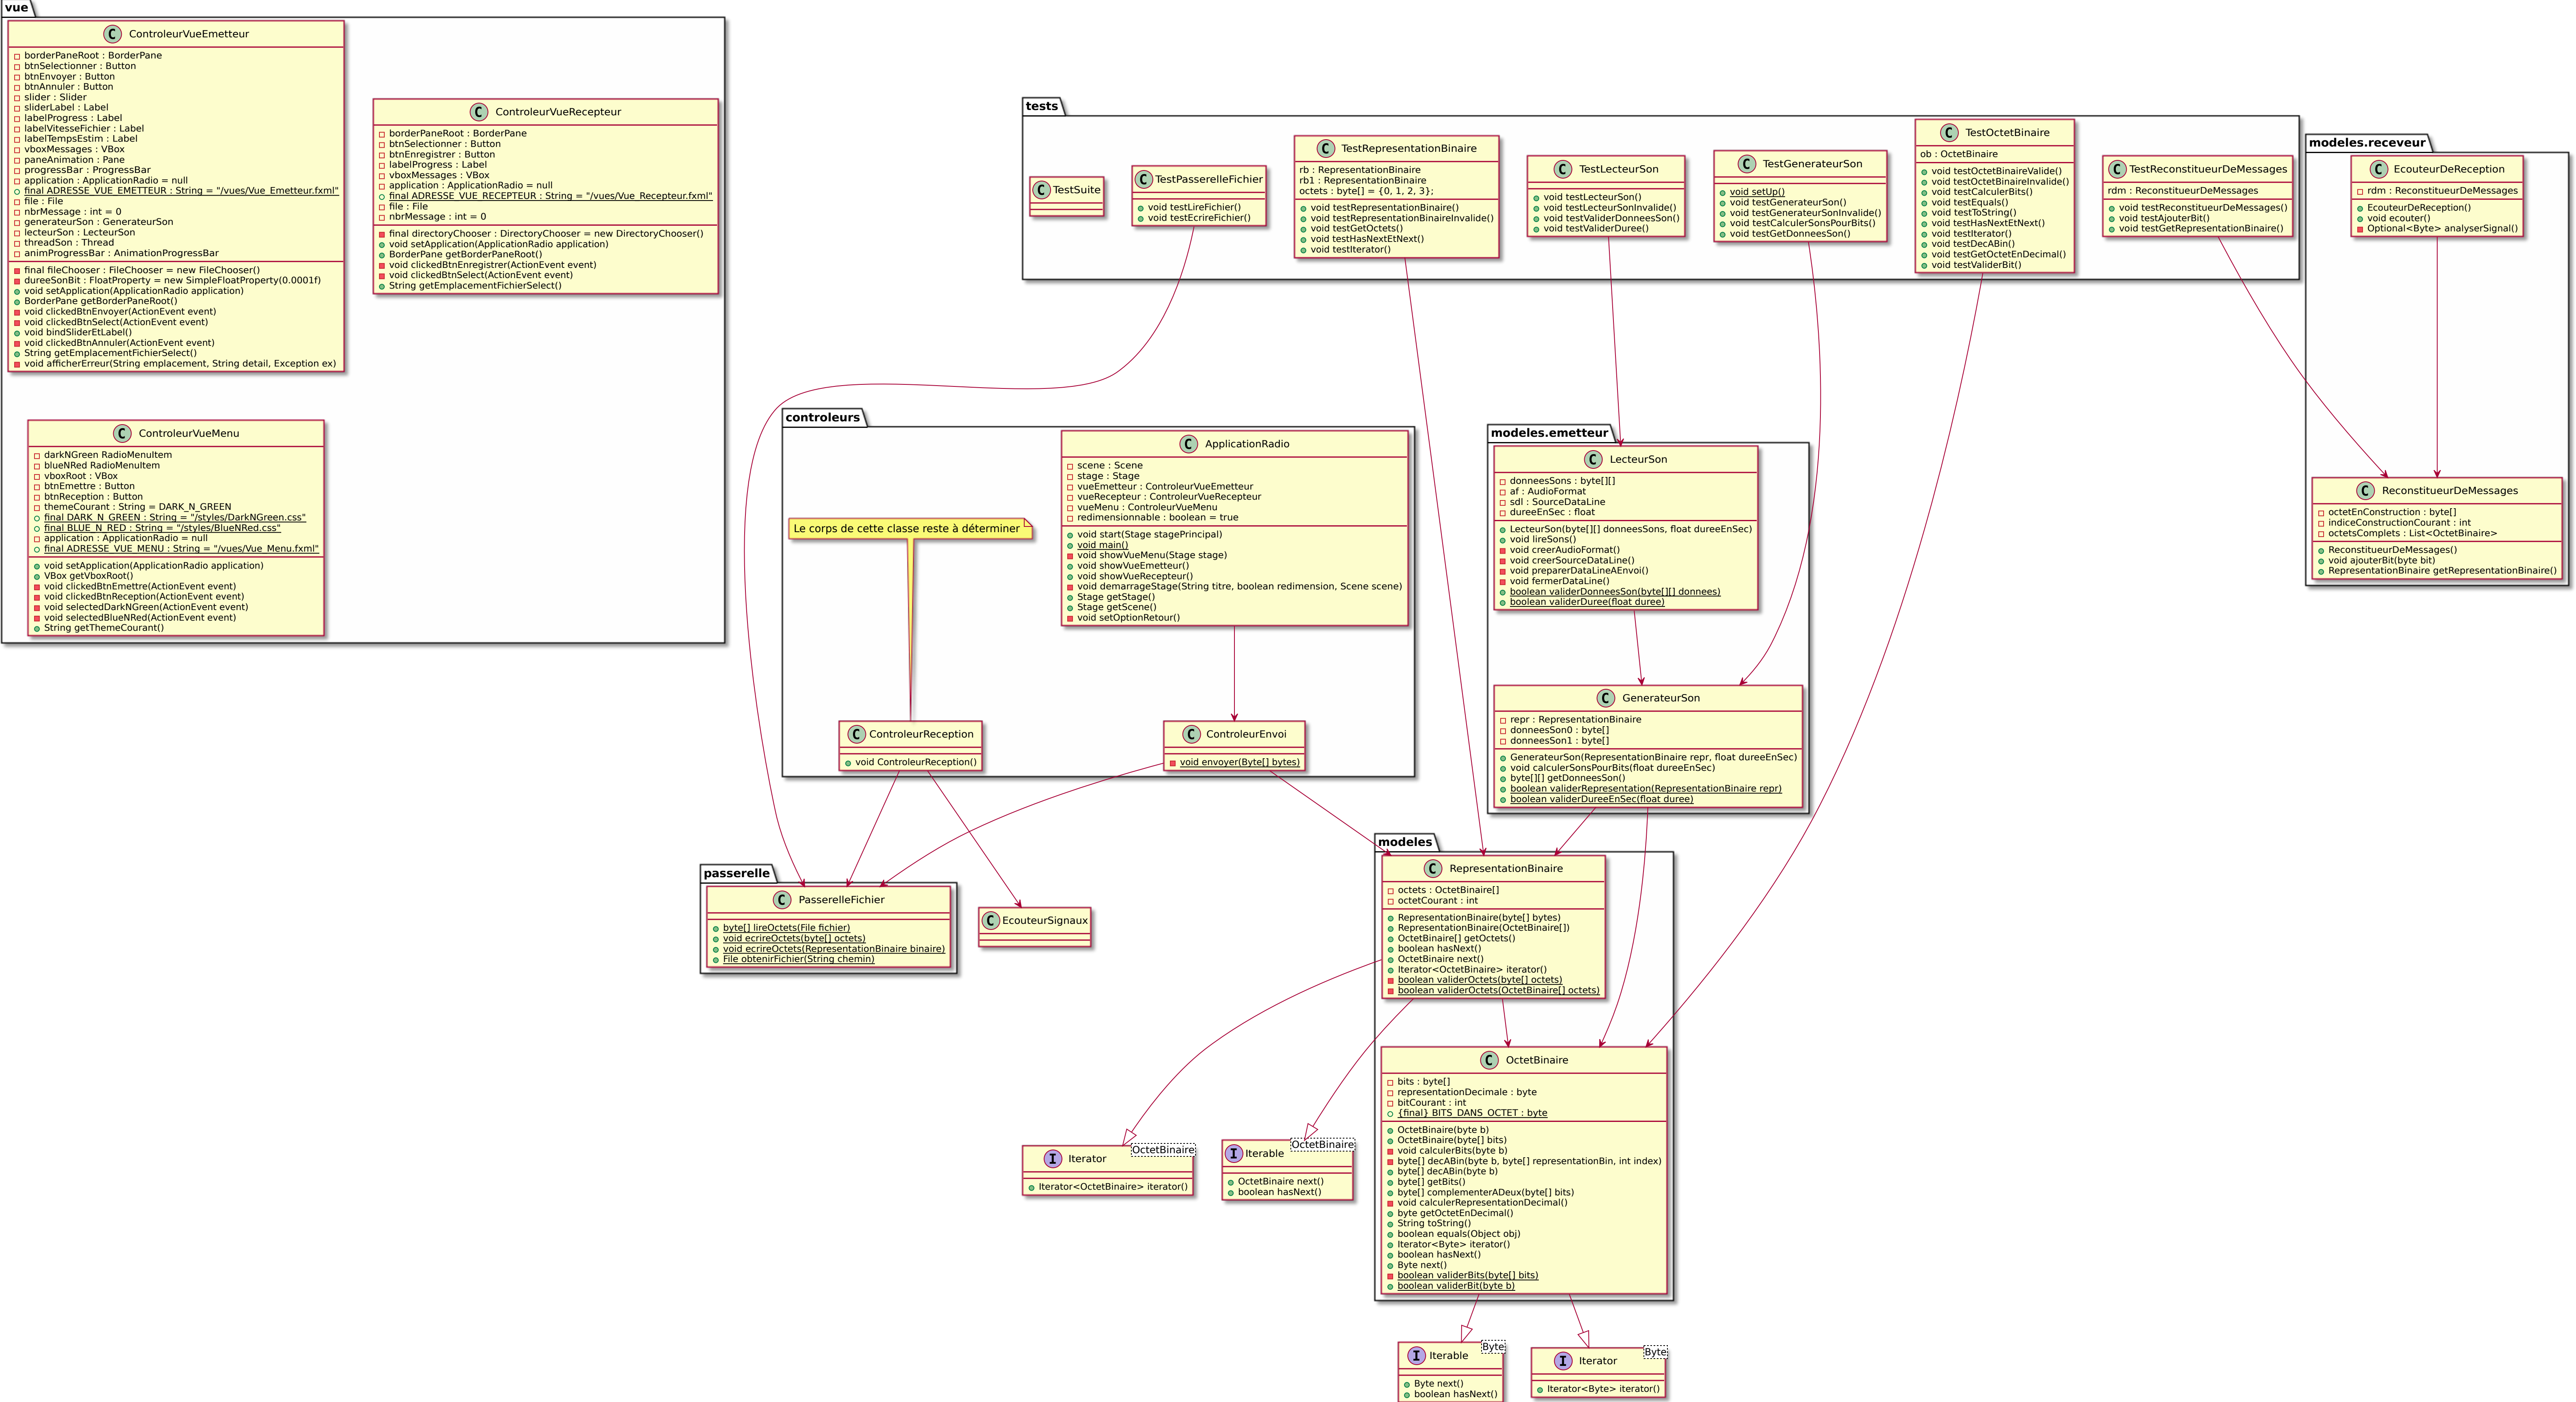 vue
ControleurVueEmetteur
borderPaneRoot : BorderPane
btnSelectionner : Button
btnEnvoyer : Button
btnAnnuler : Button
slider : Slider
sliderLabel : Label
labelProgress : Label
labelVitesseFichier : Label
labelTempsEstim : Label
vboxMessages : VBox
paneAnimation : Pane
progressBar : ProgressBar
application : ApplicationRadio = null
final ADRESSE_VUE_EMETTEUR : String = "/vues/Vue_Emetteur.fxml"
file : File
nbrMessage : int = 0
generateurSon : GenerateurSon
lecteurSon : LecteurSon
threadSon : Thread
animProgressBar : AnimationProgressBar
final fileChooser : FileChooser = new FileChooser()
dureeSonBit : FloatProperty = new SimpleFloatProperty(0.0001f)
void setApplication(ApplicationRadio application)
BorderPane getBorderPaneRoot()
void clickedBtnEnvoyer(ActionEvent event)
void clickedBtnSelect(ActionEvent event)
void bindSliderEtLabel()
void clickedBtnAnnuler(ActionEvent event)
String getEmplacementFichierSelect()
void afficherErreur(String emplacement, String detail, Exception ex)
ControleurVueRecepteur
borderPaneRoot : BorderPane
btnSelectionner : Button
btnEnregistrer : Button
labelProgress : Label
vboxMessages : VBox
application : ApplicationRadio = null
final ADRESSE_VUE_RECEPTEUR : String = "/vues/Vue_Recepteur.fxml"
file : File
nbrMessage : int = 0
final directoryChooser : DirectoryChooser = new DirectoryChooser()
void setApplication(ApplicationRadio application)
BorderPane getBorderPaneRoot()
void clickedBtnEnregistrer(ActionEvent event)
void clickedBtnSelect(ActionEvent event)
String getEmplacementFichierSelect()
ControleurVueMenu
darkNGreen RadioMenuItem
blueNRed RadioMenuItem
vboxRoot : VBox
btnEmettre : Button
btnReception : Button
themeCourant : String = DARK_N_GREEN
final DARK_N_GREEN : String = "/styles/DarkNGreen.css"
final BLUE_N_RED : String = "/styles/BlueNRed.css"
application : ApplicationRadio = null
final ADRESSE_VUE_MENU : String = "/vues/Vue_Menu.fxml"
void setApplication(ApplicationRadio application)
VBox getVboxRoot()
void clickedBtnEmettre(ActionEvent event)
void clickedBtnReception(ActionEvent event)
void selectedDarkNGreen(ActionEvent event)
void selectedBlueNRed(ActionEvent event)
String getThemeCourant()
tests
TestSuite
TestPasserelleFichier
void testLireFichier()
void testEcrireFichier()
TestRepresentationBinaire
rb : RepresentationBinaire
rb1 : RepresentationBinaire
octets : byte[] = {0, 1, 2, 3};
void testRepresentationBinaire()
void testRepresentationBinaireInvalide()
void testGetOctets()
void testHasNextEtNext()
void testIterator()
TestLecteurSon
void testLecteurSon()
void testLecteurSonInvalide()
void testValiderDonneesSon()
void testValiderDuree()
TestGenerateurSon
void setUp()
void testGenerateurSon()
void testGenerateurSonInvalide()
void testCalculerSonsPourBits()
void testGetDonneesSon()
TestOctetBinaire
ob : OctetBinaire
void testOctetBinaireValide()
void testOctetBinaireInvalide()
void testCalculerBits()
void testEquals()
void testToString()
void testHasNextEtNext()
void testIterator()
void testDecABin()
void testGetOctetEnDecimal()
void testValiderBit()
TestReconstitueurDeMessages
rdm : ReconstitueurDeMessages
void testReconstitueurDeMessages()
void testAjouterBit()
void testGetRepresentationBinaire()
modeles.receveur
EcouteurDeReception
rdm : ReconstitueurDeMessages
EcouteurDeReception()
void ecouter()
Optional<Byte> analyserSignal()
ReconstitueurDeMessages
octetEnConstruction : byte[]
indiceConstructionCourant : int
octetsComplets : List<OctetBinaire>
ReconstitueurDeMessages()
void ajouterBit(byte bit)
RepresentationBinaire getRepresentationBinaire()
controleurs
Le corps de cette classe reste à déterminer
ApplicationRadio
scene : Scene
stage : Stage
vueEmetteur : ControleurVueEmetteur
vueRecepteur : ControleurVueRecepteur
vueMenu : ControleurVueMenu
redimensionnable : boolean = true
void start(Stage stagePrincipal)
void main()
void showVueMenu(Stage stage)
void showVueEmetteur()
void showVueRecepteur()
void demarrageStage(String titre, boolean redimension, Scene scene)
Stage getStage()
Stage getScene()
void setOptionRetour()
ControleurReception
void ControleurReception()
ControleurEnvoi
void envoyer(Byte[] bytes)
modeles.emetteur
LecteurSon
donneesSons : byte[][]
af : AudioFormat
sdl : SourceDataLine
dureeEnSec : float
LecteurSon(byte[][] donneesSons, float dureeEnSec)
void lireSons()
void creerAudioFormat()
void creerSourceDataLine()
void preparerDataLineAEnvoi()
void fermerDataLine()
boolean validerDonneesSon(byte[][] donnees)
boolean validerDuree(float duree)
GenerateurSon
repr : RepresentationBinaire
donneesSon0 : byte[]
donneesSon1 : byte[]
GenerateurSon(RepresentationBinaire repr, float dureeEnSec)
void calculerSonsPourBits(float dureeEnSec)
byte[][] getDonneesSon()
boolean validerRepresentation(RepresentationBinaire repr)
boolean validerDureeEnSec(float duree)
passerelle
PasserelleFichier
byte[] lireOctets(File fichier)
void ecrireOctets(byte[] octets)
void ecrireOctets(RepresentationBinaire binaire)
File obtenirFichier(String chemin)
EcouteurSignaux
modeles
RepresentationBinaire
octets : OctetBinaire[]
octetCourant : int
RepresentationBinaire(byte[] bytes)
RepresentationBinaire(OctetBinaire[])
OctetBinaire[] getOctets()
boolean hasNext()
OctetBinaire next()
Iterator<OctetBinaire> iterator()
boolean validerOctets(byte[] octets)
boolean validerOctets(OctetBinaire[] octets)
OctetBinaire
bits : byte[]
representationDecimale : byte
bitCourant : int
{final} BITS_DANS_OCTET : byte
OctetBinaire(byte b)
OctetBinaire(byte[] bits)
void calculerBits(byte b)
byte[] decABin(byte b, byte[] representationBin, int index)
byte[] decABin(byte b)
byte[] getBits()
byte[] complementerADeux(byte[] bits)
void calculerRepresentationDecimal()
byte getOctetEnDecimal()
String toString()
boolean equals(Object obj)
Iterator<Byte> iterator()
boolean hasNext()
Byte next()
boolean validerBits(byte[] bits)
boolean validerBit(byte b)
Iterator
OctetBinaire
Iterator<OctetBinaire> iterator()
Iterable
OctetBinaire
OctetBinaire next()
boolean hasNext()
Iterable
Byte
Byte next()
boolean hasNext()
Iterator
Byte
Iterator<Byte> iterator()